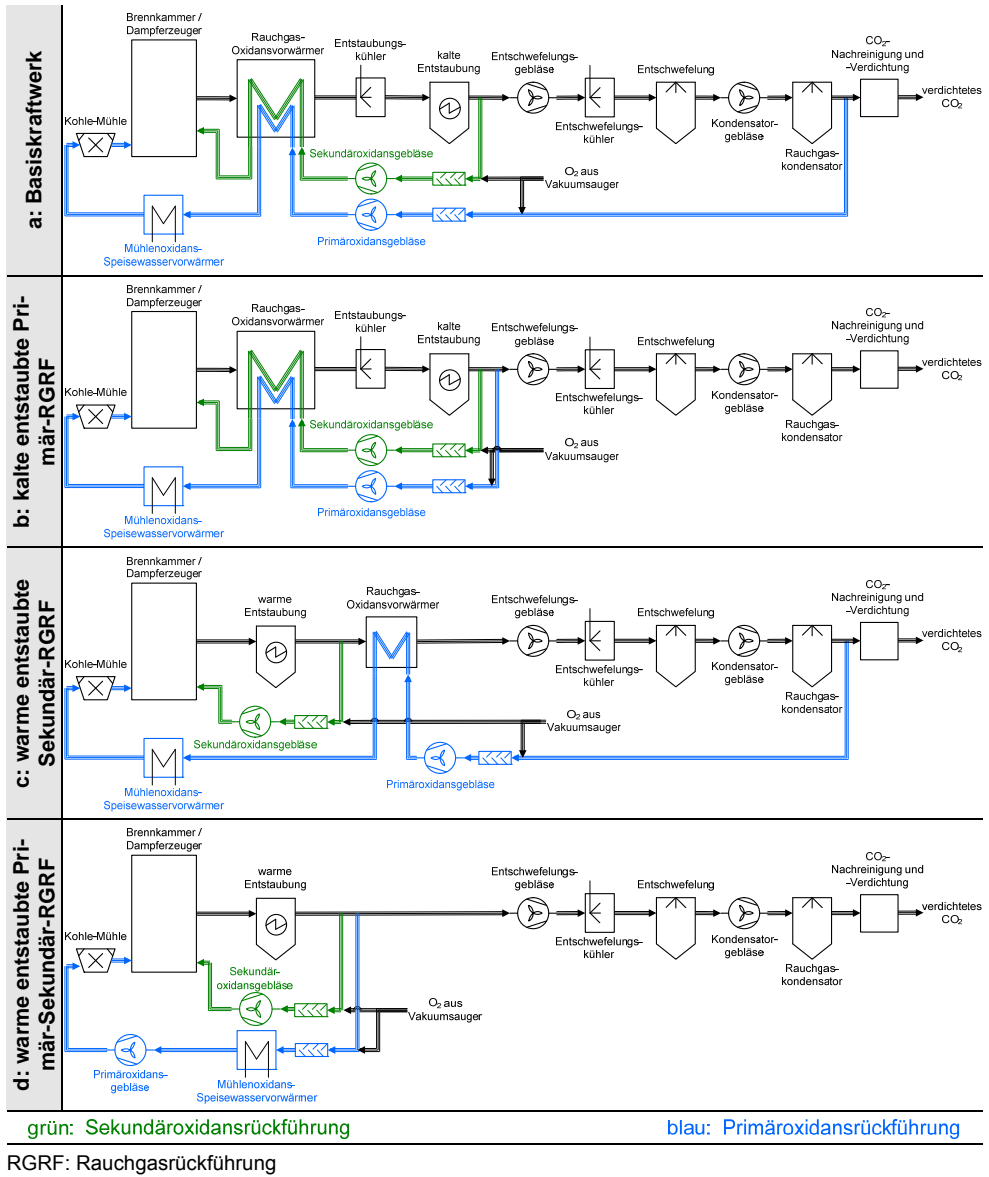 a: Basiskraftwerk
Brennkammer /
Dampferzeuger
Rauchgas-
Oxidansvorwärmer
Entstaubungs-
kühler
kalte
Entstaubung
Entschwefelungs-
gebläse
Entschwefelung
CO₂-
Nachreinigung und
-Verdichtung
verdichtetes
CO₂
Kohle-Mühle
Entschwefelungs-
kühler
Kondensator-
gebläse
Rauchgas-
kondensator
Sekundäroxidansgebläse
O₂ aus
Vakuumsauger
Primäroxidansgebläse
Mühlenoxidans-
Speisewasservorwärmer
b: kalte entstaubte Pri-
mär-RGRF
Brennkammer /
Dampferzeuger
Rauchgas-
Oxidansvorwärmer
Entstaubungs-
kühler
kalte
Entstaubung
Entschwefelungs-
gebläse
Entschwefelung
CO₂-
Nachreinigung und
-Verdichtung
verdichtetes
CO₂
Kohle-Mühle
Entschwefelungs-
kühler
Kondensator-
gebläse
Rauchgas-
kondensator
Sekundäroxidansgebläse
O₂ aus
Vakuumsauger
Primäroxidansgebläse
Mühlenoxidans-
Speisewasservorwärmer
c: warme entstaubte
Sekundär-RGRF
Brennkammer /
Dampferzeuger
warme
Entstaubung
Rauchgas-
Oxidansvorwärmer
Entschwefelungs-
gebläse
Entschwefelung
CO₂-
Nachreinigung und
-Verdichtung
verdichtetes
CO₂
Kohle-Mühle
Entschwefelungs-
kühler
Kondensator-
gebläse
Rauchgas-
kondensator
Sekundäroxidansgebläse
O₂ aus
Vakuumsauger
Primäroxidansgebläse
Mühlenoxidans-
Speisewasservorwärmer
d: warme entstaubte Pri-
mär-Sekundär-RGRF
Brennkammer /
Dampferzeuger
warme
Entstaubung
Entschwefelungs-
gebläse
Entschwefelung
CO₂-
Nachreinigung und
-Verdichtung
verdichtetes
CO₂
Kohle-Mühle
Entschwefelungs-
kühler
Kondensator-
gebläse
Rauchgas-
kondensator
Sekundär-
oxidansgebläse
O₂ aus
Vakuumsauger
Primäroxidans-
gebläse
Mühlenoxidans-
Speisewasservorwärmer
grün: Sekundäroxidansrückführung
blau: Primäroxidansrückführung
RGRF: Rauchgasrückführung